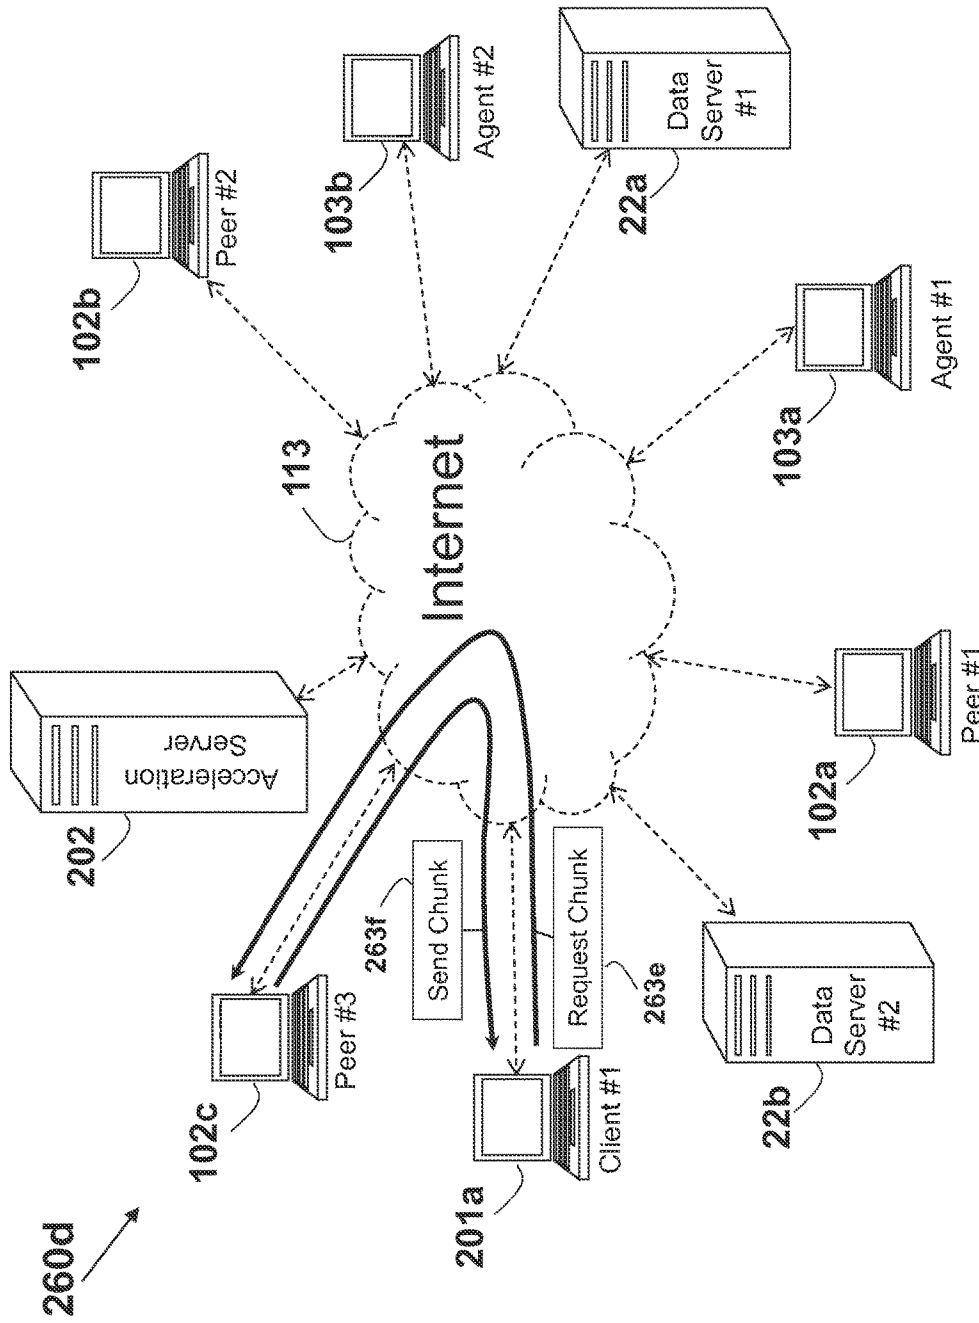 260d
102c
Peer #3
202
Acceleration
Server
113
Internet
102b
Peer #2
103b
Agent #2
22a
Data
Server
#1
103a
Agent #1
102a
Peer #1
22b
Data
Server
#2
201a
Client #1
263f
Send Chunk
Request Chunk
263e